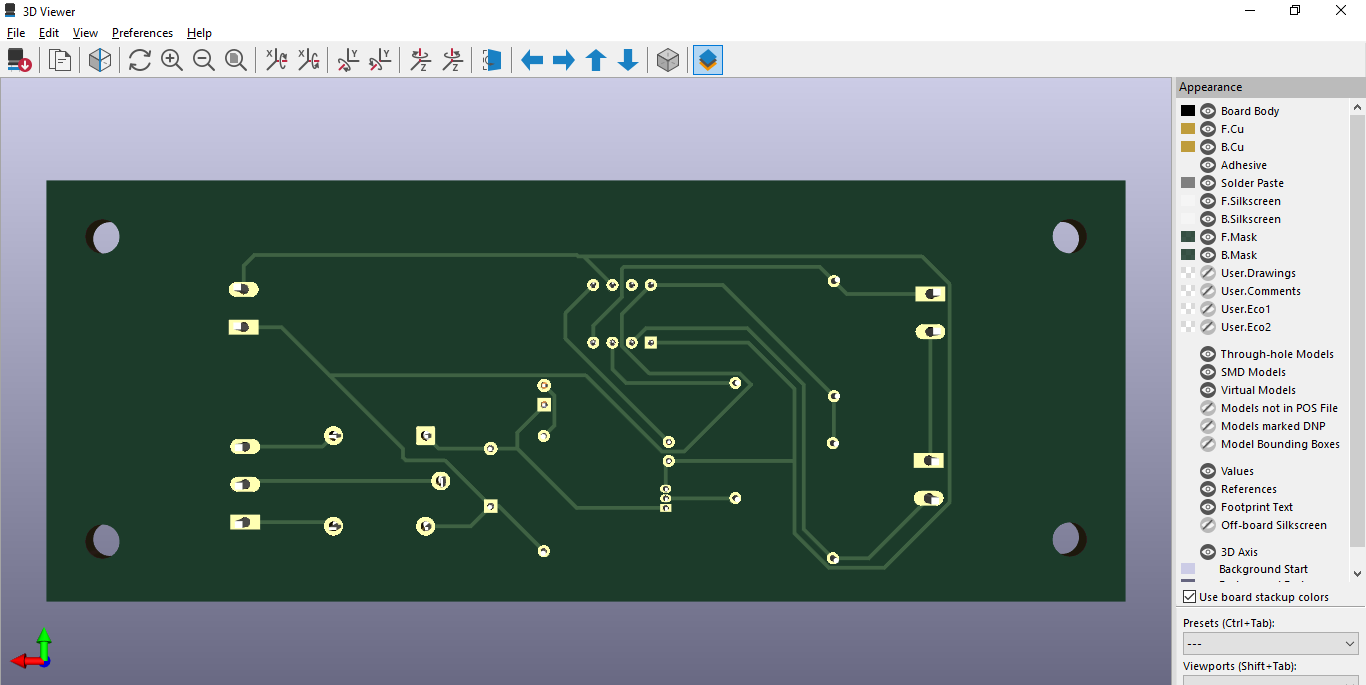 3D Viewer
File Edit View Preferences Help
Appearance
Board Body
F.Cu
B.Cu
Adhesive
Solder Paste
F.Silkscreen
B.Silkscreen
F.Mask
B.Mask
User.Drawings
User.Comments
User.Eco1
User.Eco2
Through-hole Models
SMD Models
Virtual Models
Models not in POS File
Models marked DNP
Model Bounding Boxes
Values
References
Footprint Text
Off-board Silkscreen
3D Axis
Background Start
Use board stackup colors
Presets (Ctrl+Tab):
---
Viewports (Shift+Tab):